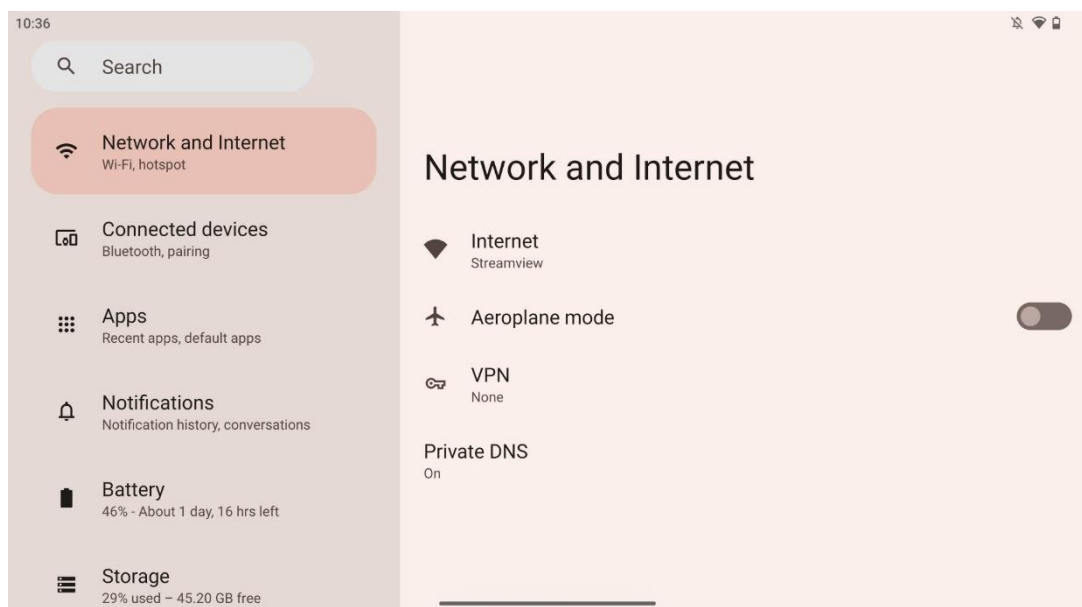 10:36
Search
Network and Internet
Wi-Fi, hotspot
Connected devices
Bluetooth, pairing
Apps
Recent apps, default apps
Notifications
Notification history, conversations
Battery
46% - About 1 day, 16 hrs left
Storage
29% used – 45.20 GB free
Network and Internet
Internet
Streamview
Aeroplane mode
VPN
None
Private DNS
On